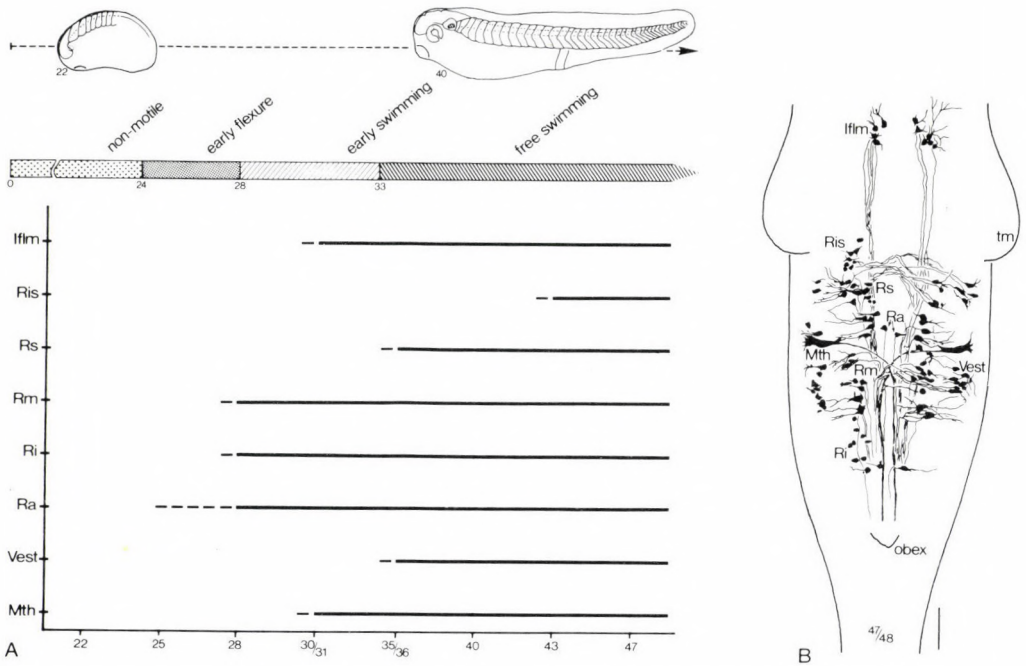 22
40
non-motile
early flexure
early swimming
free swimming
0
24
28
33
Iflm
Ris
Rs
Rm
Ri
Ra
Vest
Mth
22
25
28
30/31
35/36
40
43
47
A
Iflm
tm
Ris
Rs
Ra
Mth
Rm
Vest
Ri
obex
47/48
B